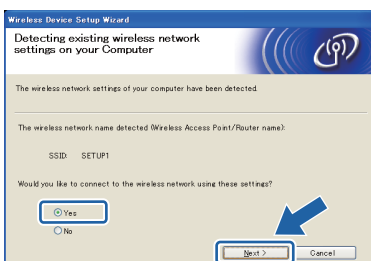 Wireless Device Setup Wizard
Detecting existing wireless network
settings on your Computer
The wireless network settings of your computer have been detected.
The wireless network name detected (Wireless Access Point/Router name):
SSID: SETUP1
Would you like to connect to the wireless network using these settings?
Yes
No
Next > Cancel